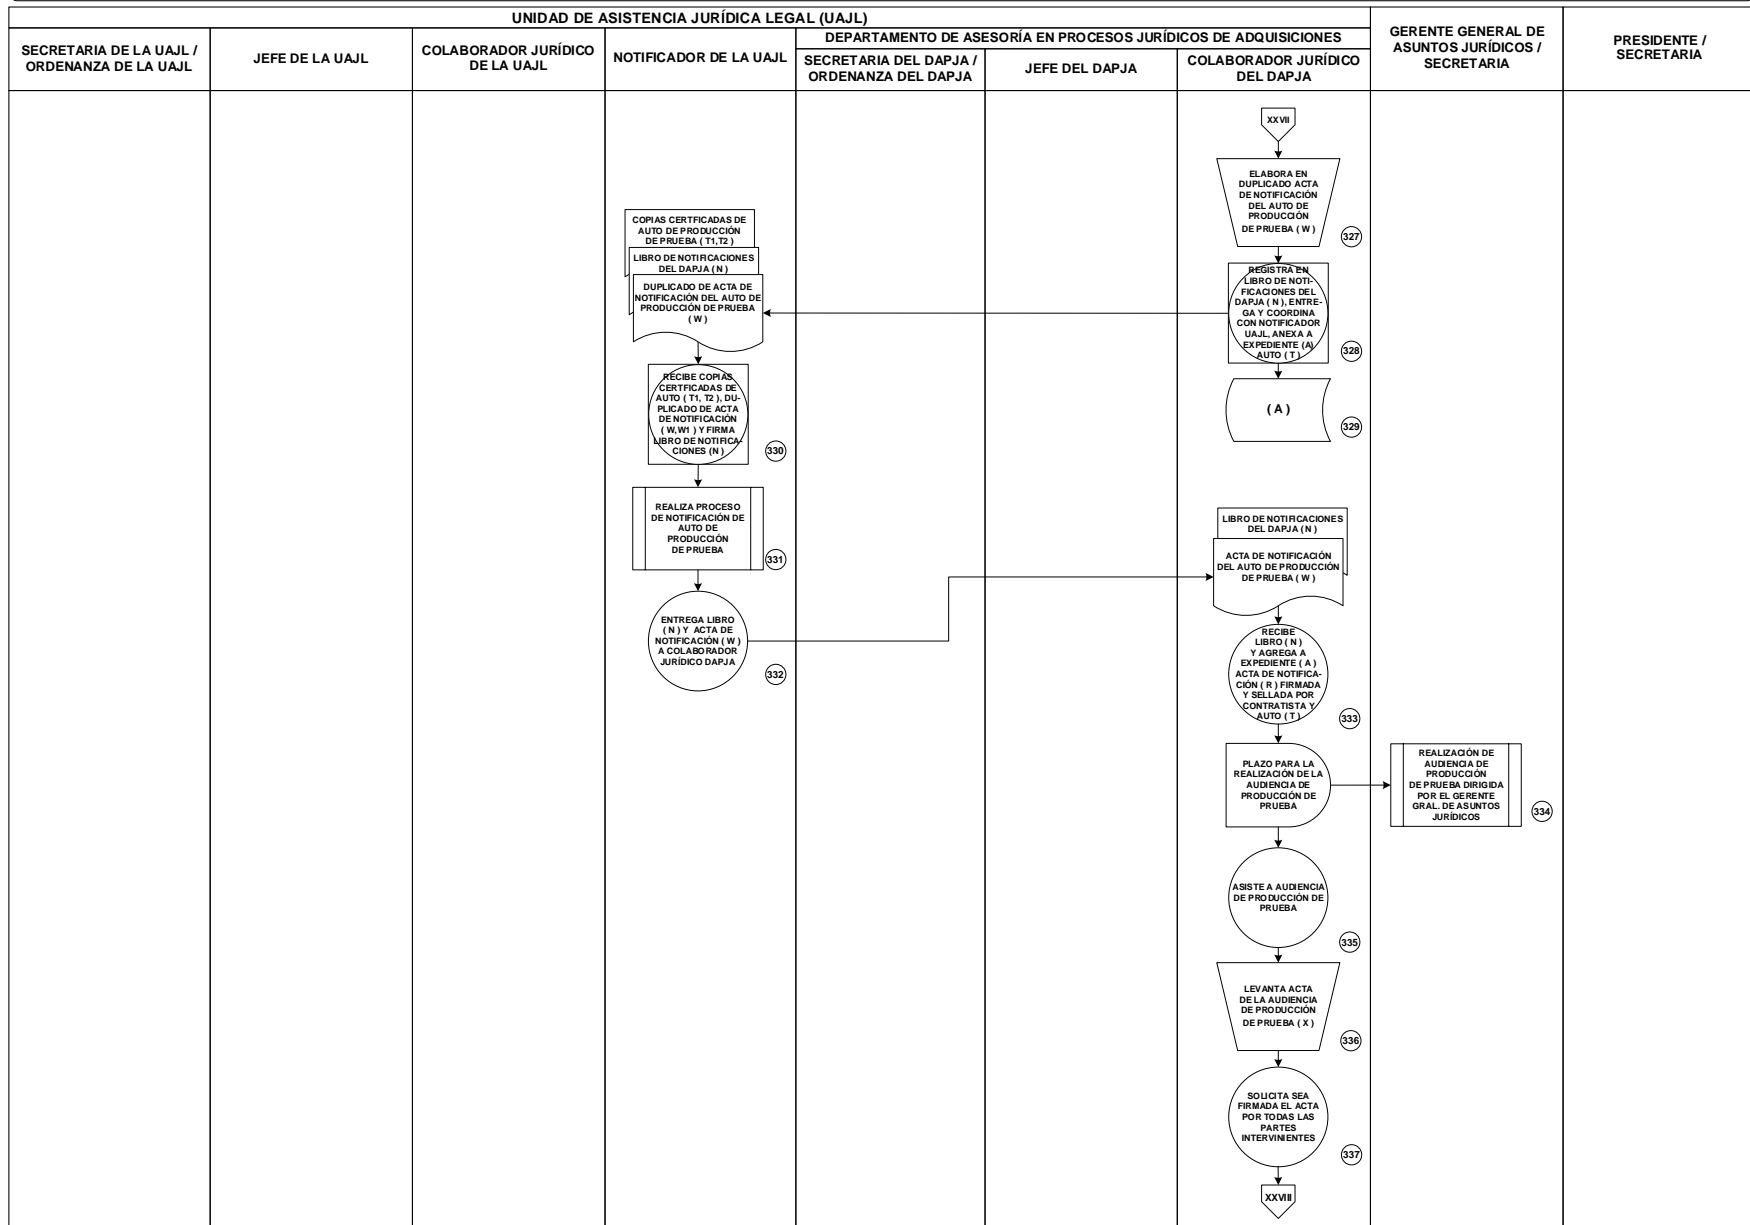 UNIDAD DE ASISTENCIA JURÍDICA LEGAL (UAJL)
SECRETARIA DE LA UAJL /
ORDENANZA DE LA UAJL
JEFE DE LA UAJL
COLABORADOR JURÍDICO
DE LA UAJL
NOTIFICADOR DE LA UAJL
DEPARTAMENTO DE ASESORÍA EN PROCESOS JURÍDICOS DE ADQUISICIONES
SECRETARIA DEL DAPJA /
ORDENANZA DEL DAPJA
JEFE DEL DAPJA
COLABORADOR JURÍDICO
DEL DAPJA
GERENTE GENERAL DE
ASUNTOS JURÍDICOS /
SECRETARIA
PRESIDENTE /
SECRETARIA
XXVII
ELABORA EN
DUPLICADO ACTA
DE NOTIFICACIÓN
DEL AUTO DE
PRODUCCIÓN
DE PRUEBA ( W )
327
REGISTRA EN
LIBRO DE NOTI-
FICACIONES DEL
DAPJA ( N ), ENTRE-
GA Y COORDINA
CON NOTIFICADOR
UAJL, ANEXA A
EXPEDIENTE (A)
AUTO ( T )
328
( A )
329
COPIAS CERTFICADAS DE
AUTO DE PRODUCCIÓN
DE PRUEBA ( T1,T2 )
LIBRO DE NOTIFICACIONES
DEL DAPJA ( N )
DUPLICADO DE ACTA DE
NOTIFICACIÓN DEL AUTO DE
PRODUCCIÓN DE PRUEBA
( W )
RECIBE COPIAS
CERTFICADAS DE
AUTO ( T1, T2 ), DU-
PLICADO DE ACTA
DE NOTIFICACIÓN
( W,W1 ) Y FIRMA
LIBRO DE NOTIFICA-
CIONES (N )
330
REALIZA PROCESO
DE NOTIFICACIÓN DE
AUTO DE
PRODUCCIÓN
DE PRUEBA
331
ENTREGA LIBRO
( N ) Y ACTA DE
NOTIFICACIÓN ( W )
A COLABORADOR
JURÍDICO DAPJA
332
LIBRO DE NOTIFICACIONES
DEL DAPJA ( N )
ACTA DE NOTIFICACIÓN
DEL AUTO DE PRODUCCIÓN
DE PRUEBA ( W )
RECIBE
LIBRO ( N )
Y AGREGA A
EXPEDIENTE ( A )
ACTA DE NOTIFICA-
CIÓN ( R ) FIRMADA
Y SELLADA POR
CONTRATISTA Y
AUTO ( T )
333
PLAZO PARA LA
REALIZACIÓN DE LA
AUDIENCIA DE
PRODUCCIÓN DE
PRUEBA
REALIZACIÓN DE
AUDIENCIA DE
PRODUCCIÓN
DE PRUEBA DIRIGIDA
POR EL GERENTE
GRAL. DE ASUNTOS
JURÍDICOS
334
ASISTE A AUDIENCIA
DE PRODUCCIÓN DE
PRUEBA
335
LEVANTA ACTA
DE LA AUDIENCIA
DE PRODUCCIÓN
DE PRUEBA ( X )
336
SOLICITA SEA
FIRMADA EL ACTA
POR TODAS LAS
PARTES
INTERVINIENTES
337
XXVIII